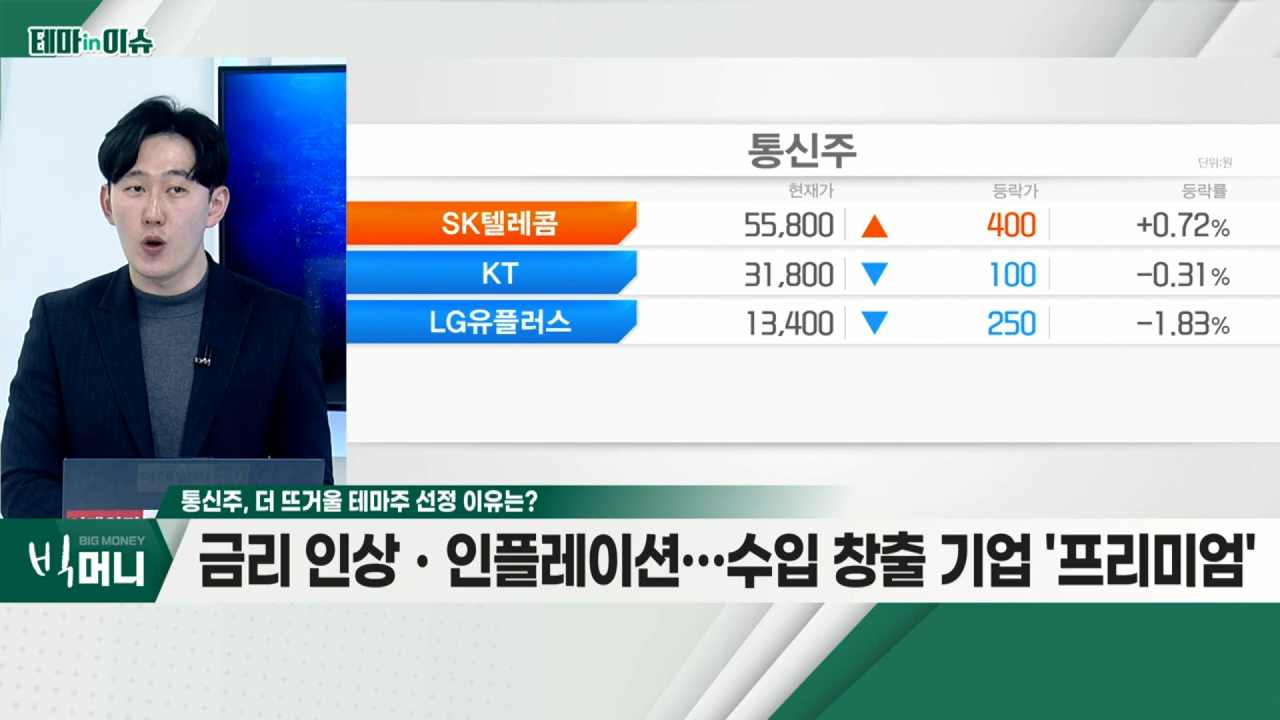 테마in이슈
통신주
단위:원
현재가 등락가 등락률
SK텔레콤 55,800 ▲ 400 +0.72%
KT 31,800 ▼ 100 -0.31%
LG유플러스 13,400 ▼ 250 -1.83%
통신주, 더 뜨거울 테마주 선정 이유는?
BIG MONEY
빅머니
금리 인상·인플레이션…수입 창출 기업 '프리미엄'